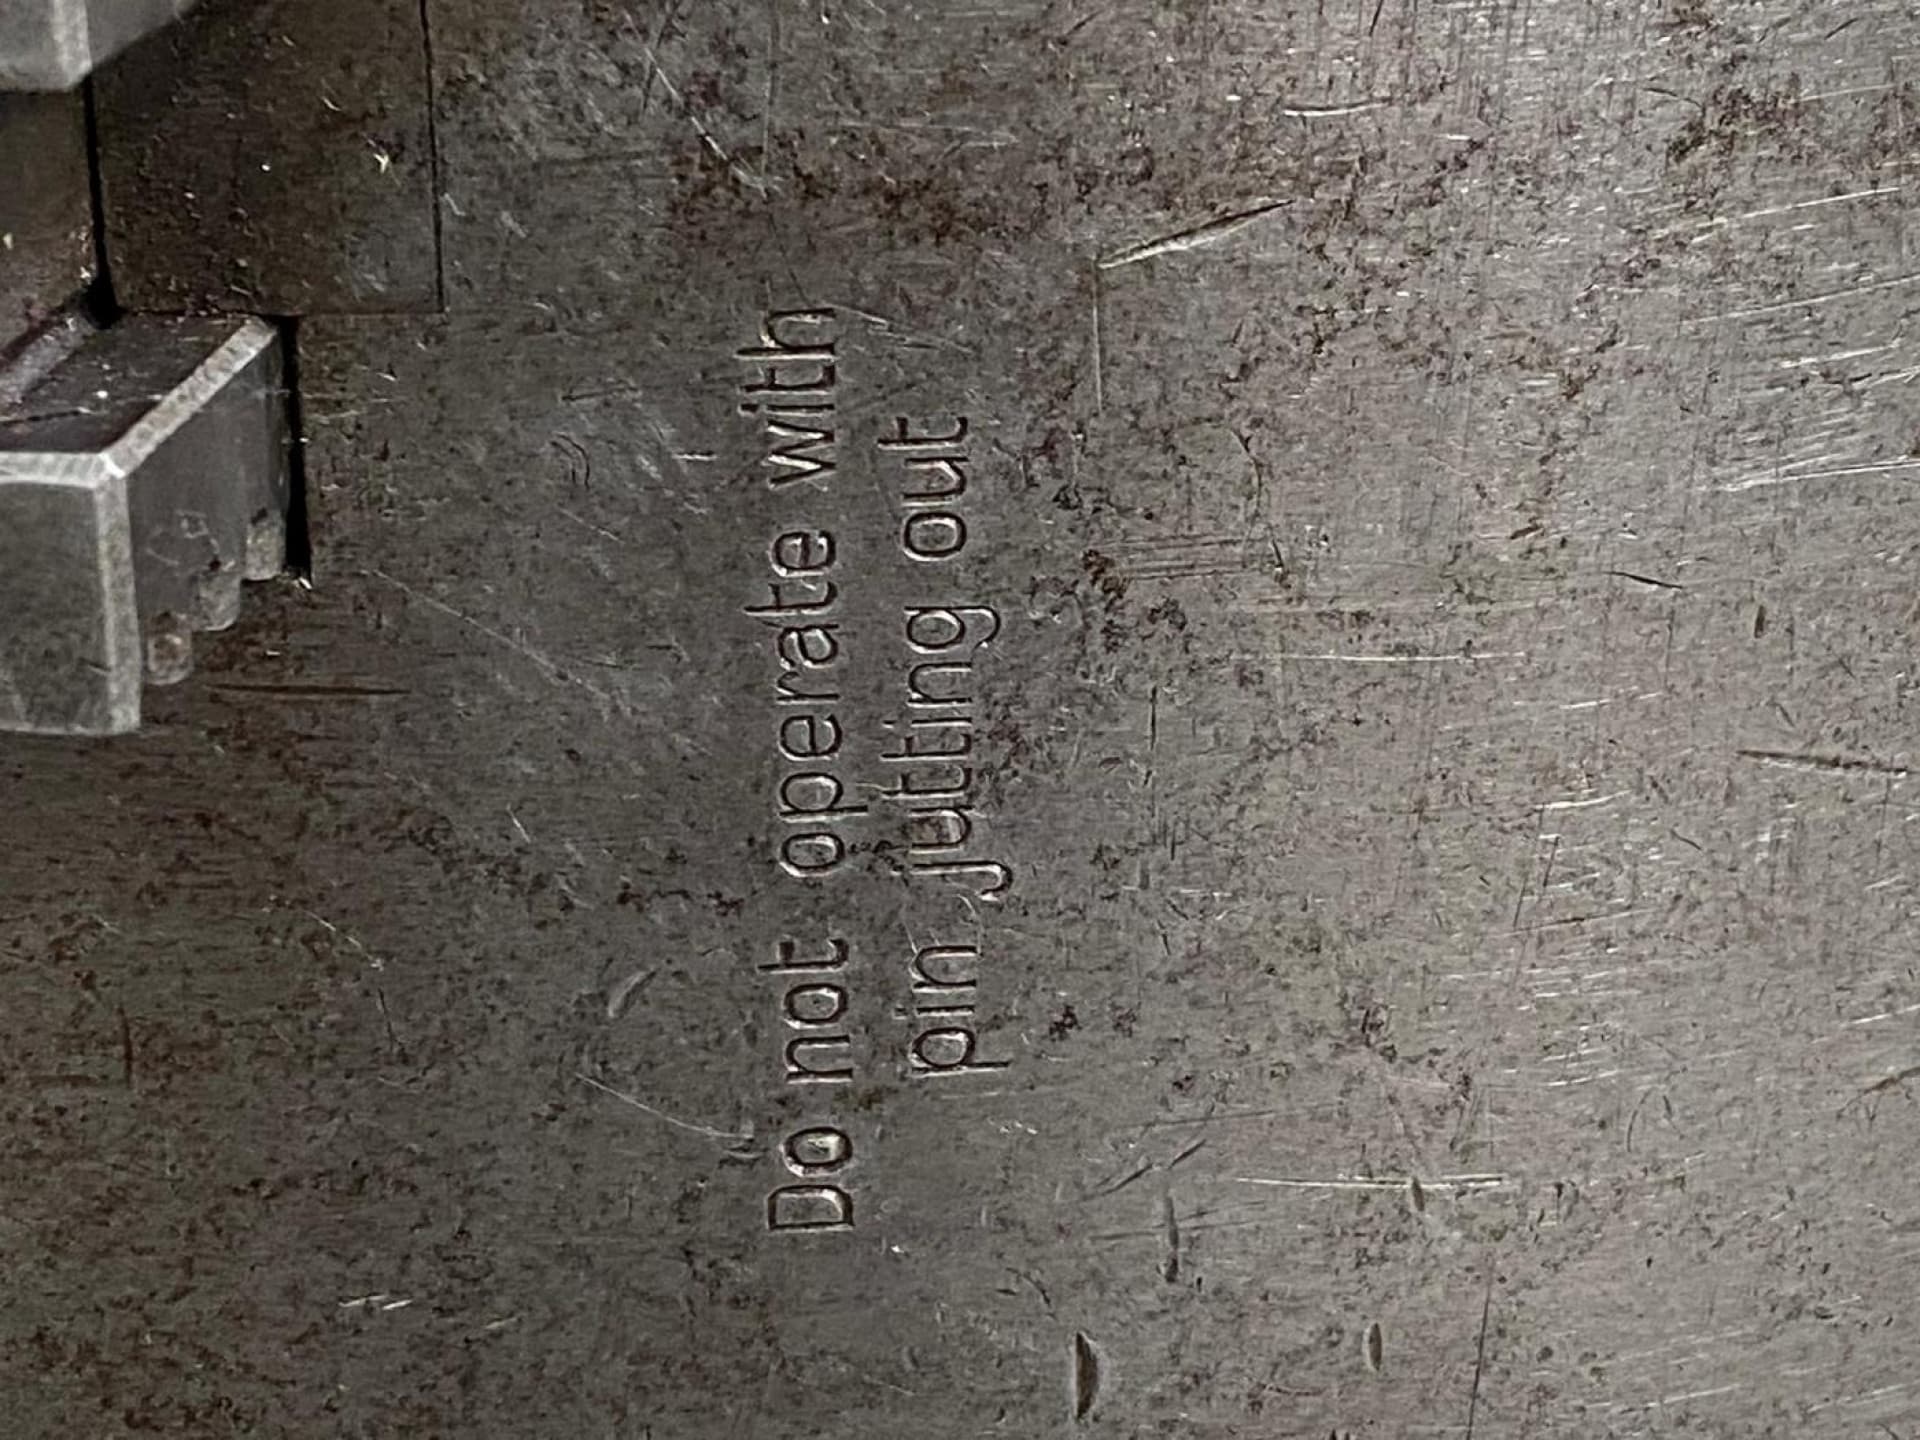 Do not operate with
pin jutting out